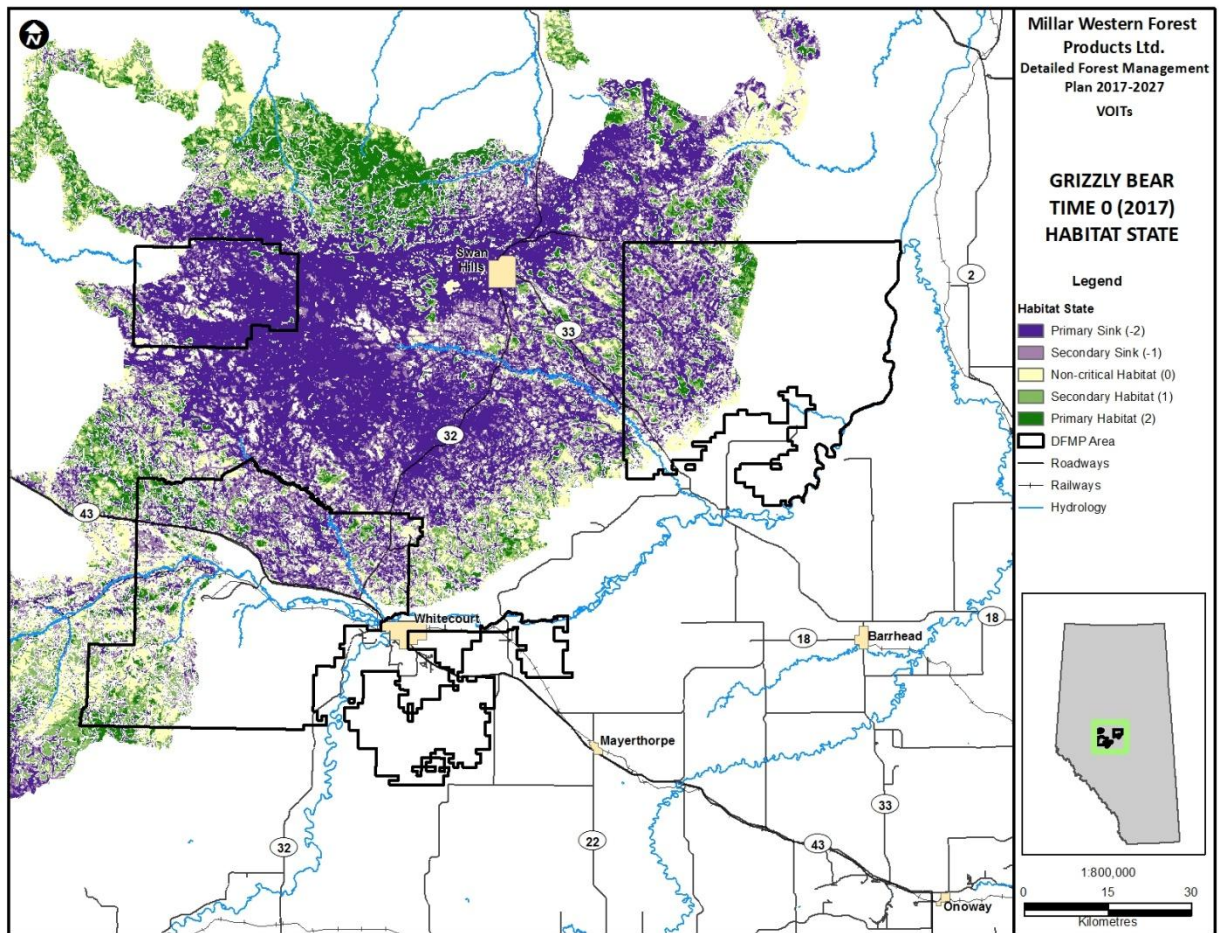 Millar Western Forest
Products Ltd.
Detailed Forest Management
Plan 2017-2027
VOITs
GRIZZLY BEAR
TIME 0 (2017)
HABITAT STATE
Legend
Habitat State
Primary Sink (-2)
Secondary Sink (-1)
Non-critical Habitat (0)
Secondary Habitat (1)
Primary Habitat (2)
DFMP Area
Roadways
Railways
Hydrology
1:800,000
0 15 30
Kilometres
N
Swan
Hills
2
33
32
43
Whitecourt
18
18
Barrhead
Mayerthorpe
32
22
43
33
Onoway